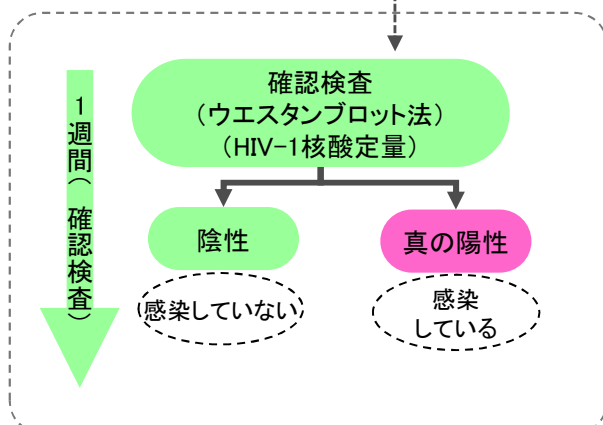 確認検査
（ウエスタンブロット法）
（HIV-1核酸定量）
1週間（確認検査）
陰性
真の陽性
感染していない
感染
している